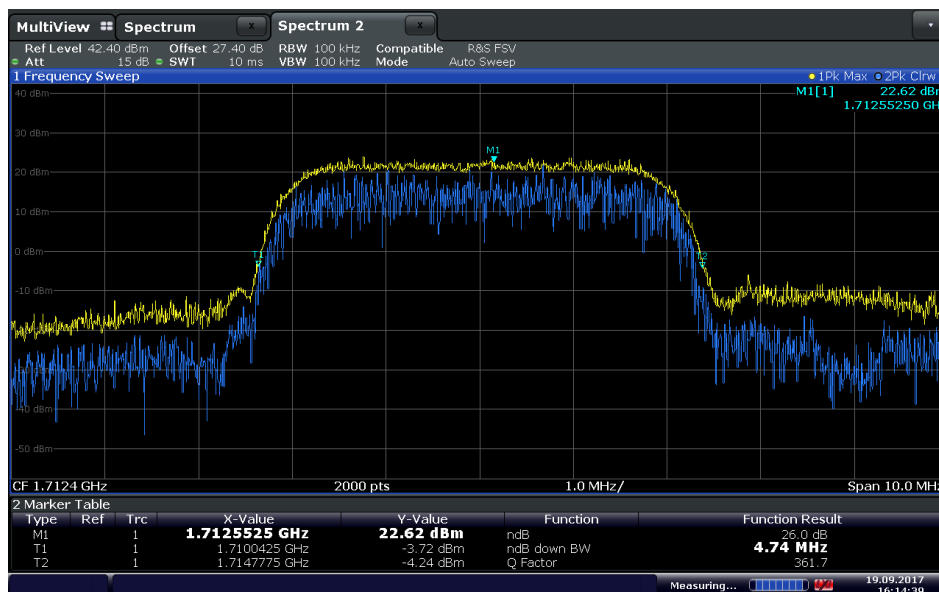 MultiView Spectrum x Spectrum 2 x
Ref Level 42.40 dBm Offset 27.40 dB RBW 100 kHz Compatible R&S FSV
Att 15 dB SWT 10 ms VBW 100 kHz Mode Auto Sweep
1 Frequency Sweep 1Pk Max 2Pk Clrw
40 dBm M1[1] 22.62 dBm
1.71255250 GH
30 dBm
M1
20 dBm
10 dBm
0 dBm
T1 T2
-10 dBm
-40 dBm
-50 dBm
CF 1.7124 GHz 2000 pts 1.0 MHz/ Span 10.0 MHz
2 Marker Table
Type Ref Trc X-Value Y-Value Function Function Result
M1 1 1.7125525 GHz 22.62 dBm ndB 26.0 dB
T1 1 1.7100425 GHz -3.72 dBm ndB down BW 4.74 MHz
T2 1 1.7147775 GHz -4.24 dBm Q Factor 361.7
Measuring... 19.09.2017
16:14:39